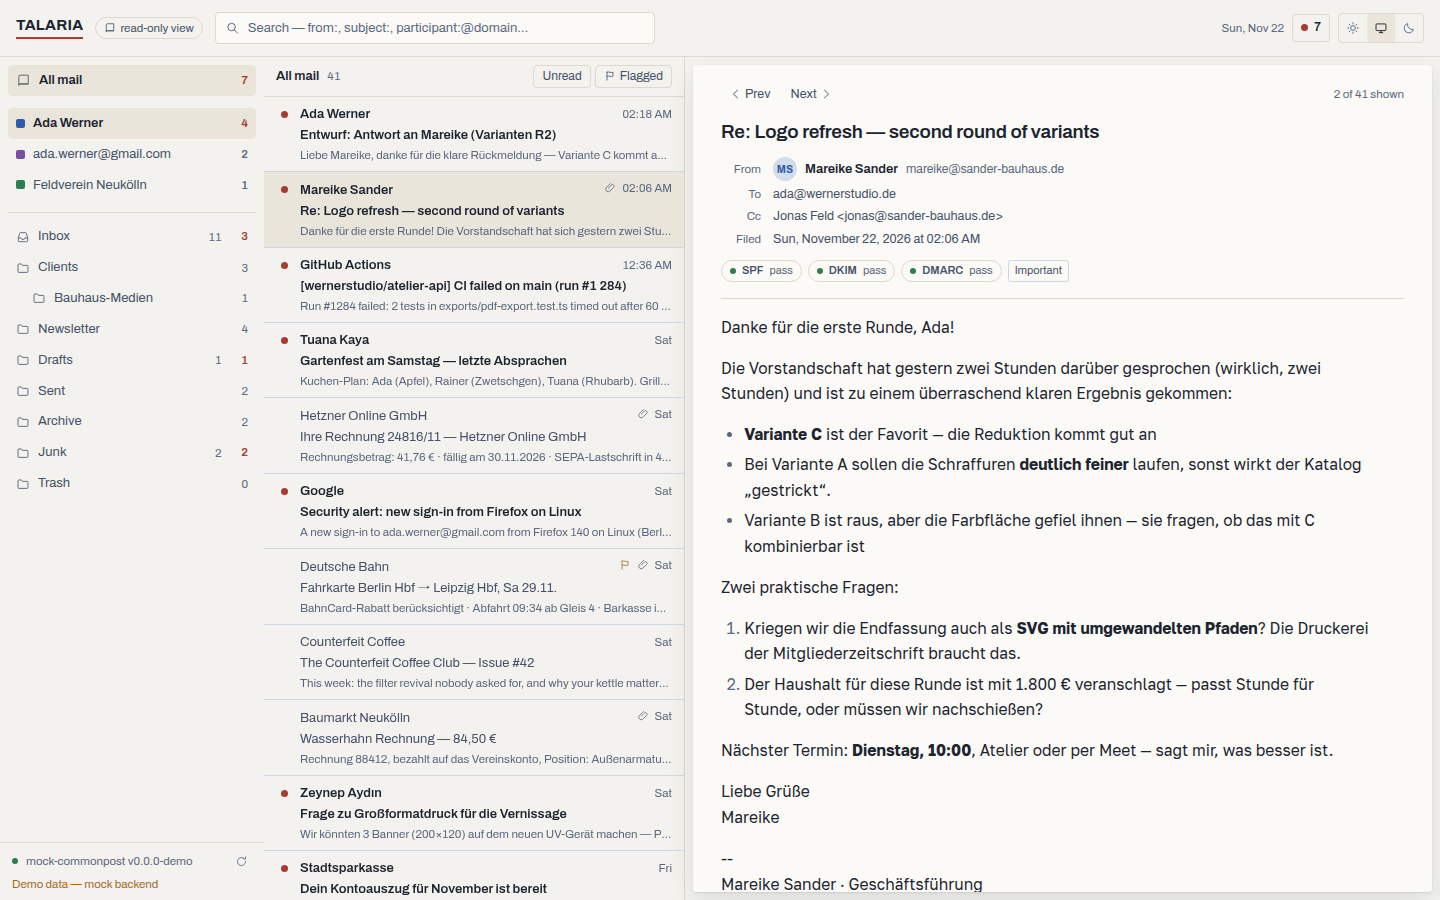 TALARIA
read-only view
Search — from:, subject:, participant:@domain...
Sun, Nov 22
7
All mail 7
Ada Werner 4
ada.werner@gmail.com 2
Feldverein Neukölln 1
Inbox 11 3
Clients 3
Bauhaus-Medien 1
Newsletter 4
Drafts 1 1
Sent 2
Archive 2
Junk 2 2
Trash 0
mock-commonpost v0.0.0-demo
Demo data — mock backend
All mail 41
Unread
Flagged
Ada Werner 02:18 AM
Entwurf: Antwort an Mareike (Varianten R2)
Liebe Mareike, danke für die klare Rückmeldung — Variante C kommt a...
Mareike Sander 02:06 AM
Re: Logo refresh — second round of variants
Danke für die erste Runde! Die Vorstandschaft hat sich gestern zwei Stu...
GitHub Actions 12:36 AM
[wernerstudio/atelier-api] CI failed on main (run #1 284)
Run #1284 failed: 2 tests in exports/pdf-export.test.ts timed out after 60 ...
Tuana Kaya Sat
Gartenfest am Samstag — letzte Absprachen
Kuchen-Plan: Ada (Apfel), Rainer (Zwetschgen), Tuana (Rhubarb). Grill...
Hetzner Online GmbH Sat
Ihre Rechnung 24816/11 — Hetzner Online GmbH
Rechnungsbetrag: 41,76 € · fällig am 30.11.2026 · SEPA-Lastschrift in 4...
Google Sat
Security alert: new sign-in from Firefox on Linux
A new sign-in to ada.werner@gmail.com from Firefox 140 on Linux (Berl...
Deutsche Bahn Sat
Fahrkarte Berlin Hbf → Leipzig Hbf, Sa 29.11.
BahnCard-Rabatt berücksichtigt · Abfahrt 09:34 ab Gleis 4 · Barkasse i...
Counterfeit Coffee Sat
The Counterfeit Coffee Club — Issue #42
This week: the filter revival nobody asked for, and why your kettle matter...
Baumarkt Neukölln Sat
Wasserhahn Rechnung — 84,50 €
Rechnung 88412, bezahlt auf das Vereinskonto, Position: Außenarmatu...
Zeynep Aydın Sat
Frage zu Großformatdruck für die Vernissage
Wir könnten 3 Banner (200×120) auf dem neuen UV-Gerät machen — P...
Stadtsparkasse Fri
Dein Kontoauszug für November ist bereit
Prev
Next
2 of 41 shown
Re: Logo refresh — second round of variants
From MS Mareike Sander mareike@sander-bauhaus.de
To ada@wernerstudio.de
Cc Jonas Feld <jonas@sander-bauhaus.de>
Filed Sun, November 22, 2026 at 02:06 AM
SPF pass
DKIM pass
DMARC pass
Important
Danke für die erste Runde, Ada!
Die Vorstandschaft hat gestern zwei Stunden darüber gesprochen (wirklich, zwei
Stunden) und ist zu einem überraschend klaren Ergebnis gekommen:
• Variante C ist der Favorit – die Reduktion kommt gut an
• Bei Variante A sollen die Schraffuren deutlich feiner laufen, sonst wirkt der Katalog
„gestrickt“.
• Variante B ist raus, aber die Farbfläche gefiel ihnen – sie fragen, ob das mit C
kombinierbar ist
Zwei praktische Fragen:
1. Kriegen wir die Endfassung auch als SVG mit umgewandelten Pfaden? Die Druckerei
der Mitgliederzeitschrift braucht das.
2. Der Haushalt für diese Runde ist mit 1.800 € veranschlagt – passt Stunde für
Stunde, oder müssen wir nachschießen?
Nächster Termin: Dienstag, 10:00, Atelier oder per Meet – sagt mir, was besser ist.
Liebe Grüße
Mareike
--
Mareike Sander · Geschäftsführung